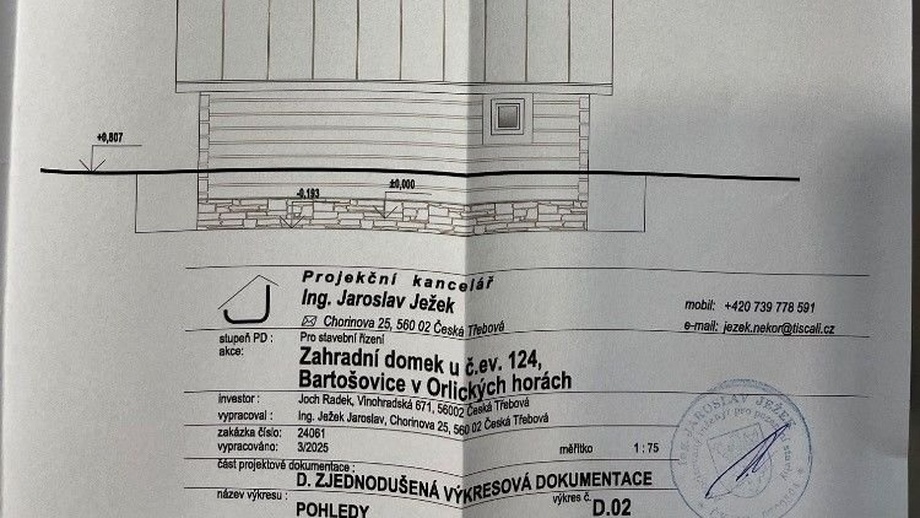 +0,807
-0.193
±0,000
Projekční kancelář
Ing. Jaroslav Ježek
Chorinova 25, 560 02 Česká Třebová
mobil: +420 739 778 591
e-mail: jezek.nekor@tiscali.cz
stupeň PD : Pro stavební řízení
akce: Zahradní domek u č.ev. 124,
Bartošovice v Orlických horách
investor : Joch Radek, Vinohradská 671, 56002 Česká Třebová
vypracoval : Ing. Ježek Jaroslav, Chorinova 25, 560 02 Česká Třebová
zakázka číslo: 24061
vypracováno: 3/2025
měřítko 1 : 75
část projektové dokumentace :
D. ZJEDNODUŠENÁ VÝKRESOVÁ DOKUMENTACE
název výkresu : POHLEDY
výkres č. D.02
Ing. JAROSLAV JEŽEK